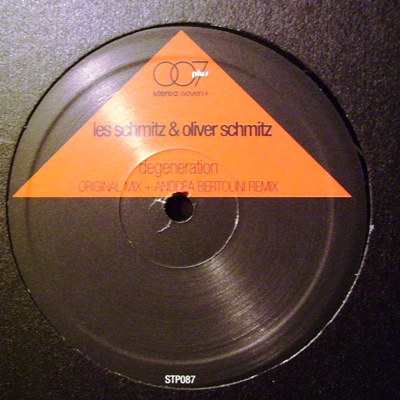 007
plus
stereo seven+
les schmitz & oliver schmitz
degeneration
ORIGINAL MIX + ANDREA BERTOLINI REMIX
STP087